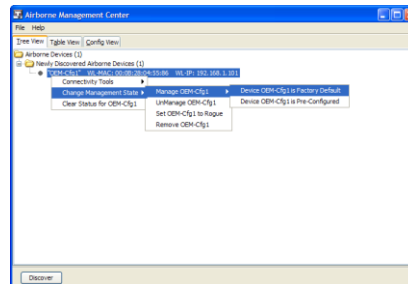 Airborne Management Center
File Help
Tree View Table View Config View
Airborne Devices (1)
Newly Discovered Airborne Devices (1)
"OEM-Cfg1" WL-MAC: 00:0B:28:04:55:86 WL-IP: 192.168.1.101
Connectivity Tools
Change Management State Manage OEM-Cfg1 Device OEM-Cfg1 is Factory Default
Clear Status for OEM-Cfg1 UnManage OEM-Cfg1 Device OEM-Cfg1 is Pre-Configured
Set OEM-Cfg1 to Rogue
Remove OEM-Cfg1
Discover